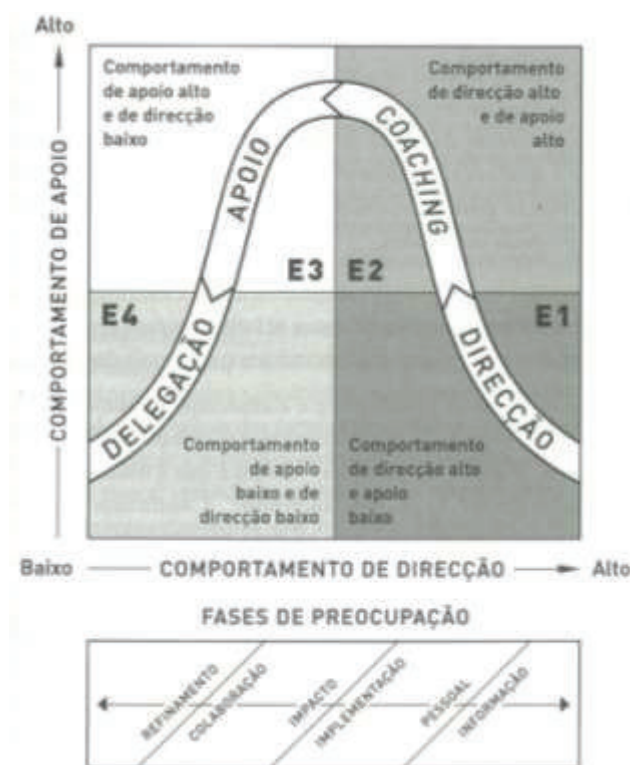 Alto
Comportamento
de apoio alto
e de direcção
baixo
Comportamento
de direcção alto
e de apoio
alto
COMPORTAMENTO DE APOIO
APOIO
COACHING
E3
E2
E4
E1
DELEGAÇÃO
DIRECÇÃO
Comportamento
de apoio
baixo e de
direcção baixo
Comportamento
de direcção alto
e apoio
baixo
Baixo
COMPORTAMENTO DE DIRECÇÃO
Alto
FASES DE PREOCUPAÇÃO
REFINAMENTO
COLABORAÇÃO
IMPACTO
IMPLEMENTAÇÃO
PESSOAL
INFORMAÇÃO